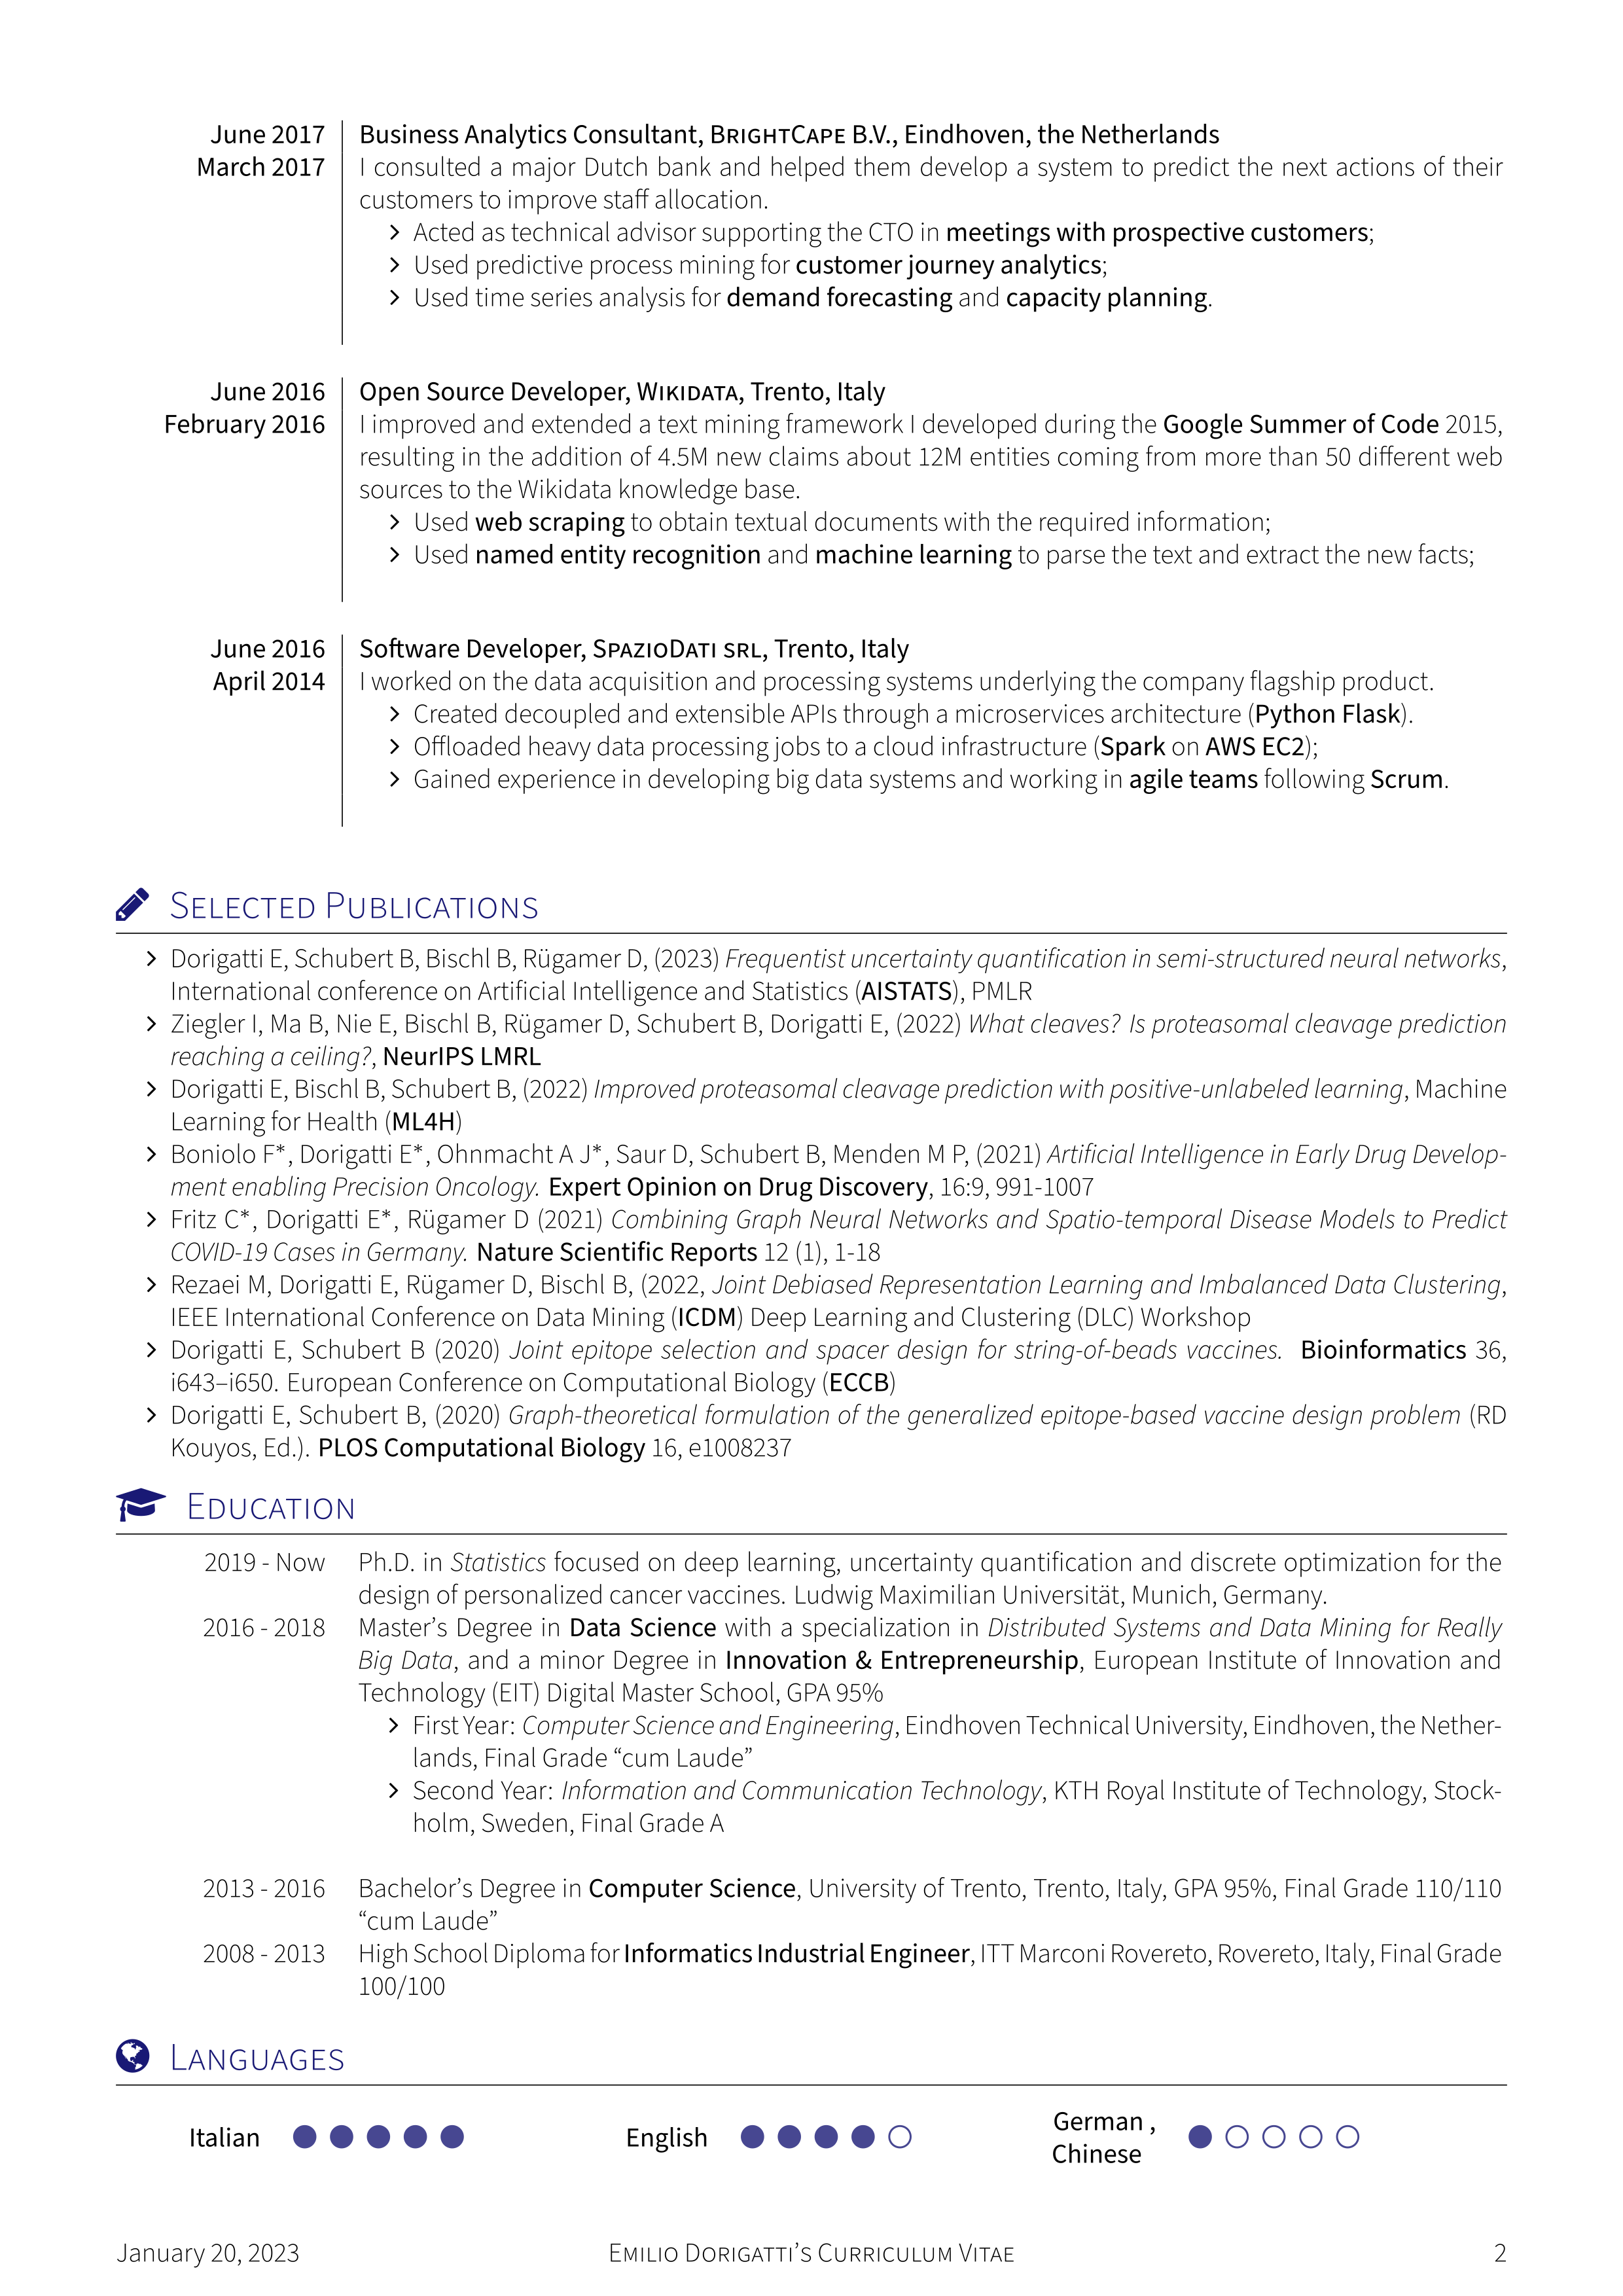 June 2017 Business Analytics Consultant, BRIGHTCAPE B.V., Eindhoven, the Netherlands
March 2017 I consulted a major Dutch bank and helped them develop a system to predict the next actions of their
customers to improve staff allocation.
> Acted as technical advisor supporting the CTO in meetings with prospective customers;
> Used predictive process mining for customer journey analytics;
> Used time series analysis for demand forecasting and capacity planning.
June 2016 Open Source Developer, WIKIDATA, Trento, Italy
February 2016 I improved and extended a text mining framework I developed during the Google Summer of Code 2015,
resulting in the addition of 4.5M new claims about 12M entities coming from more than 50 different web
sources to the Wikidata knowledge base.
> Used web scraping to obtain textual documents with the required information;
> Used named entity recognition and machine learning to parse the text and extract the new facts;
June 2016 Software Developer, SPAZIODATI SRL, Trento, Italy
April 2014 I worked on the data acquisition and processing systems underlying the company flagship product.
> Created decoupled and extensible APIs through a microservices architecture (Python Flask).
> Offloaded heavy data processing jobs to a cloud infrastructure (Spark on AWS EC2);
> Gained experience in developing big data systems and working in agile teams following Scrum.
SELECTED PUBLICATIONS
> Dorigatti E, Schubert B, Bischl B, Rügamer D, (2023) Frequentist uncertainty quantification in semi-structured neural networks,
International conference on Artificial Intelligence and Statistics (AISTATS), PMLR
> Ziegler I, Ma B, Nie E, Bischl B, Rügamer D, Schubert B, Dorigatti E, (2022) What cleaves? Is proteasomal cleavage prediction
reaching a ceiling?, NeurIPS LMRL
> Dorigatti E, Bischl B, Schubert B, (2022) Improved proteasomal cleavage prediction with positive-unlabeled learning, Machine
Learning for Health (ML4H)
> Boniolo F*, Dorigatti E*, Ohnmacht A J*, Saur D, Schubert B, Menden M P, (2021) Artificial Intelligence in Early Drug Develop-
ment enabling Precision Oncology. Expert Opinion on Drug Discovery, 16:9, 991-1007
> Fritz C*, Dorigatti E*, Rügamer D (2021) Combining Graph Neural Networks and Spatio-temporal Disease Models to Predict
COVID-19 Cases in Germany. Nature Scientific Reports 12 (1), 1-18
> Rezaei M, Dorigatti E, Rügamer D, Bischl B, (2022, Joint Debiased Representation Learning and Imbalanced Data Clustering,
IEEE International Conference on Data Mining (ICDM) Deep Learning and Clustering (DLC) Workshop
> Dorigatti E, Schubert B (2020) Joint epitope selection and spacer design for string-of-beads vaccines. Bioinformatics 36,
i643–i650. European Conference on Computational Biology (ECCB)
> Dorigatti E, Schubert B, (2020) Graph-theoretical formulation of the generalized epitope-based vaccine design problem (RD
Kouyos, Ed.). PLOS Computational Biology 16, e1008237
EDUCATION
2019 - Now Ph.D. in Statistics focused on deep learning, uncertainty quantification and discrete optimization for the
design of personalized cancer vaccines. Ludwig Maximilian Universität, Munich, Germany.
2016 - 2018 Master's Degree in Data Science with a specialization in Distributed Systems and Data Mining for Really
Big Data, and a minor Degree in Innovation & Entrepreneurship, European Institute of Innovation and
Technology (EIT) Digital Master School, GPA 95%
> First Year: Computer Science and Engineering, Eindhoven Technical University, Eindhoven, the Nether-
lands, Final Grade “cum Laude”
> Second Year: Information and Communication Technology, KTH Royal Institute of Technology, Stock-
holm, Sweden, Final Grade A
2013 - 2016 Bachelor's Degree in Computer Science, University of Trento, Trento, Italy, GPA 95%, Final Grade 110/110
“cum Laude”
2008 - 2013 High School Diploma for Informatics Industrial Engineer, ITT Marconi Rovereto, Rovereto, Italy, Final Grade
100/100
LANGUAGES
Italian English German ,
Chinese
January 20, 2023 EMILIO DORIGATTI'S CURRICULUM VITAE 2